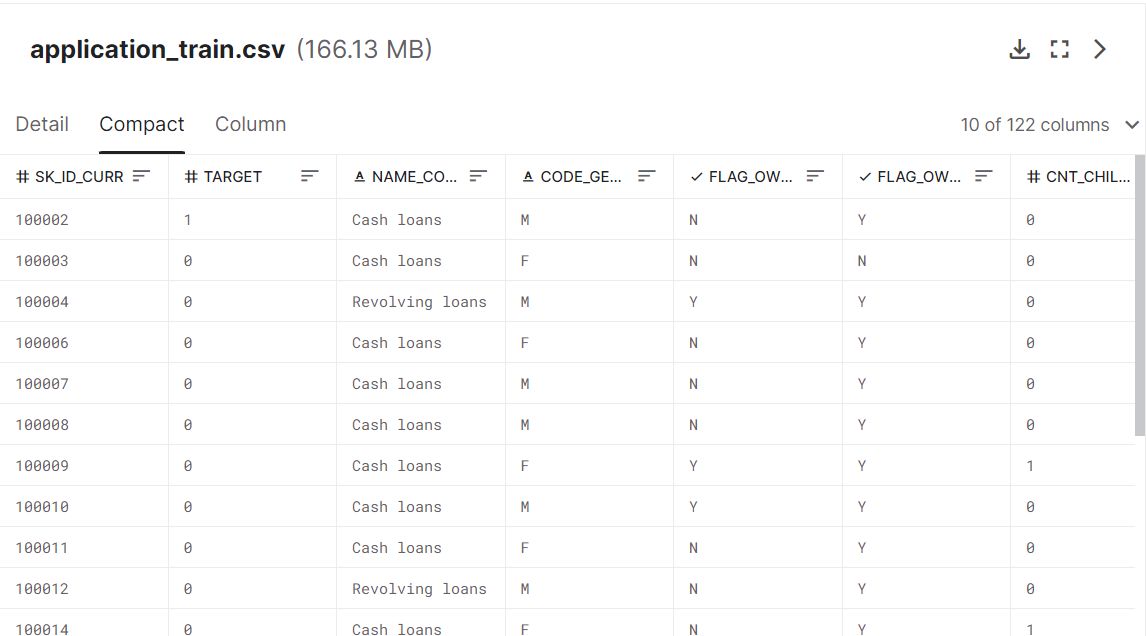 application_train.csv (166.13 MB)
Detail Compact Column 10 of 122 columns
SK_ID_CURR TARGET NAME_CO... CODE_GE... FLAG_OW... FLAG_OW... CNT_CHIL...
100002 1 Cash loans M N Y 0
100003 0 Cash loans F N N 0
100004 0 Revolving loans M Y Y 0
100006 0 Cash loans F N Y 0
100007 0 Cash loans M N Y 0
100008 0 Cash loans M N Y 0
100009 0 Cash loans F Y Y 1
100010 0 Cash loans M Y Y 0
100011 0 Cash loans F N Y 0
100012 0 Revolving loans M N Y 0
100014 0 Cash loans F N Y 1